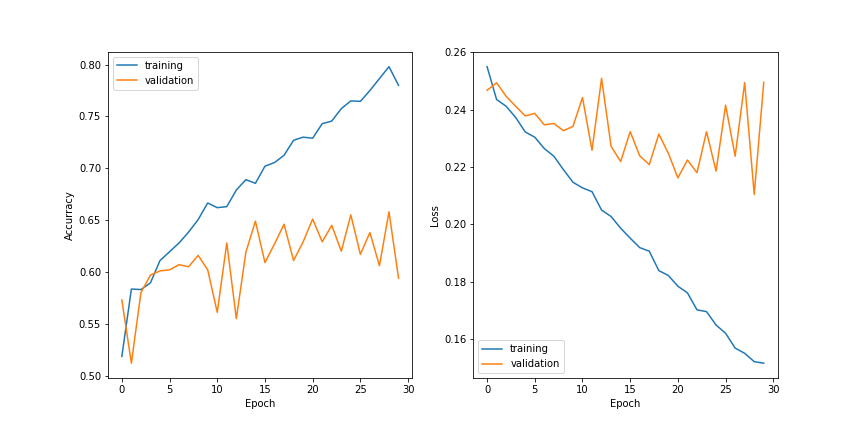 training
validation
0.80
0.75
0.70
0.65
0.60
0.55
0.50
Accurracy
0 5 10 15 20 25 30
Epoch
0.26
0.24
0.22
0.20
0.18
0.16
Loss
training
validation
0 5 10 15 20 25 30
Epoch